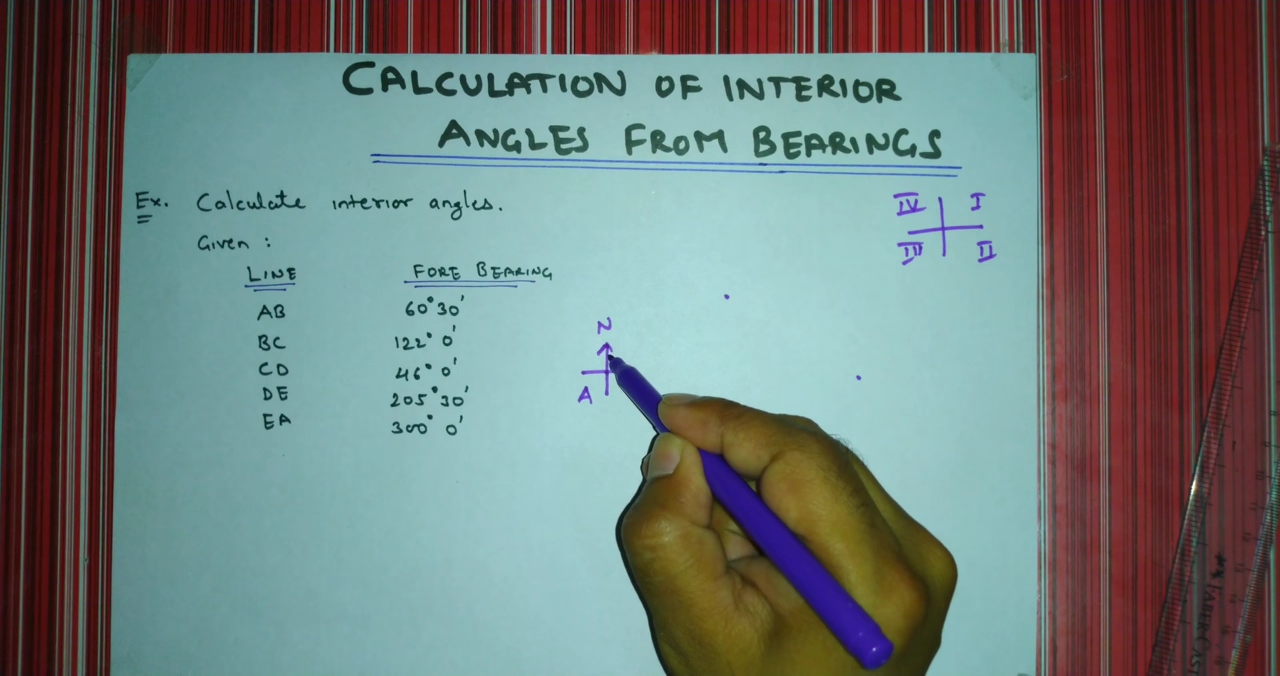 CALCULATION OF INTERIOR
ANGLES FROM BEARINGS
Ex. Calculate interior angles.
Given :
LINE FORE BEARING
AB 60° 30'
BC 122° 0'
CD 46° 0'
DE 205° 30'
EA 300° 0'
IV I
III II
N
A